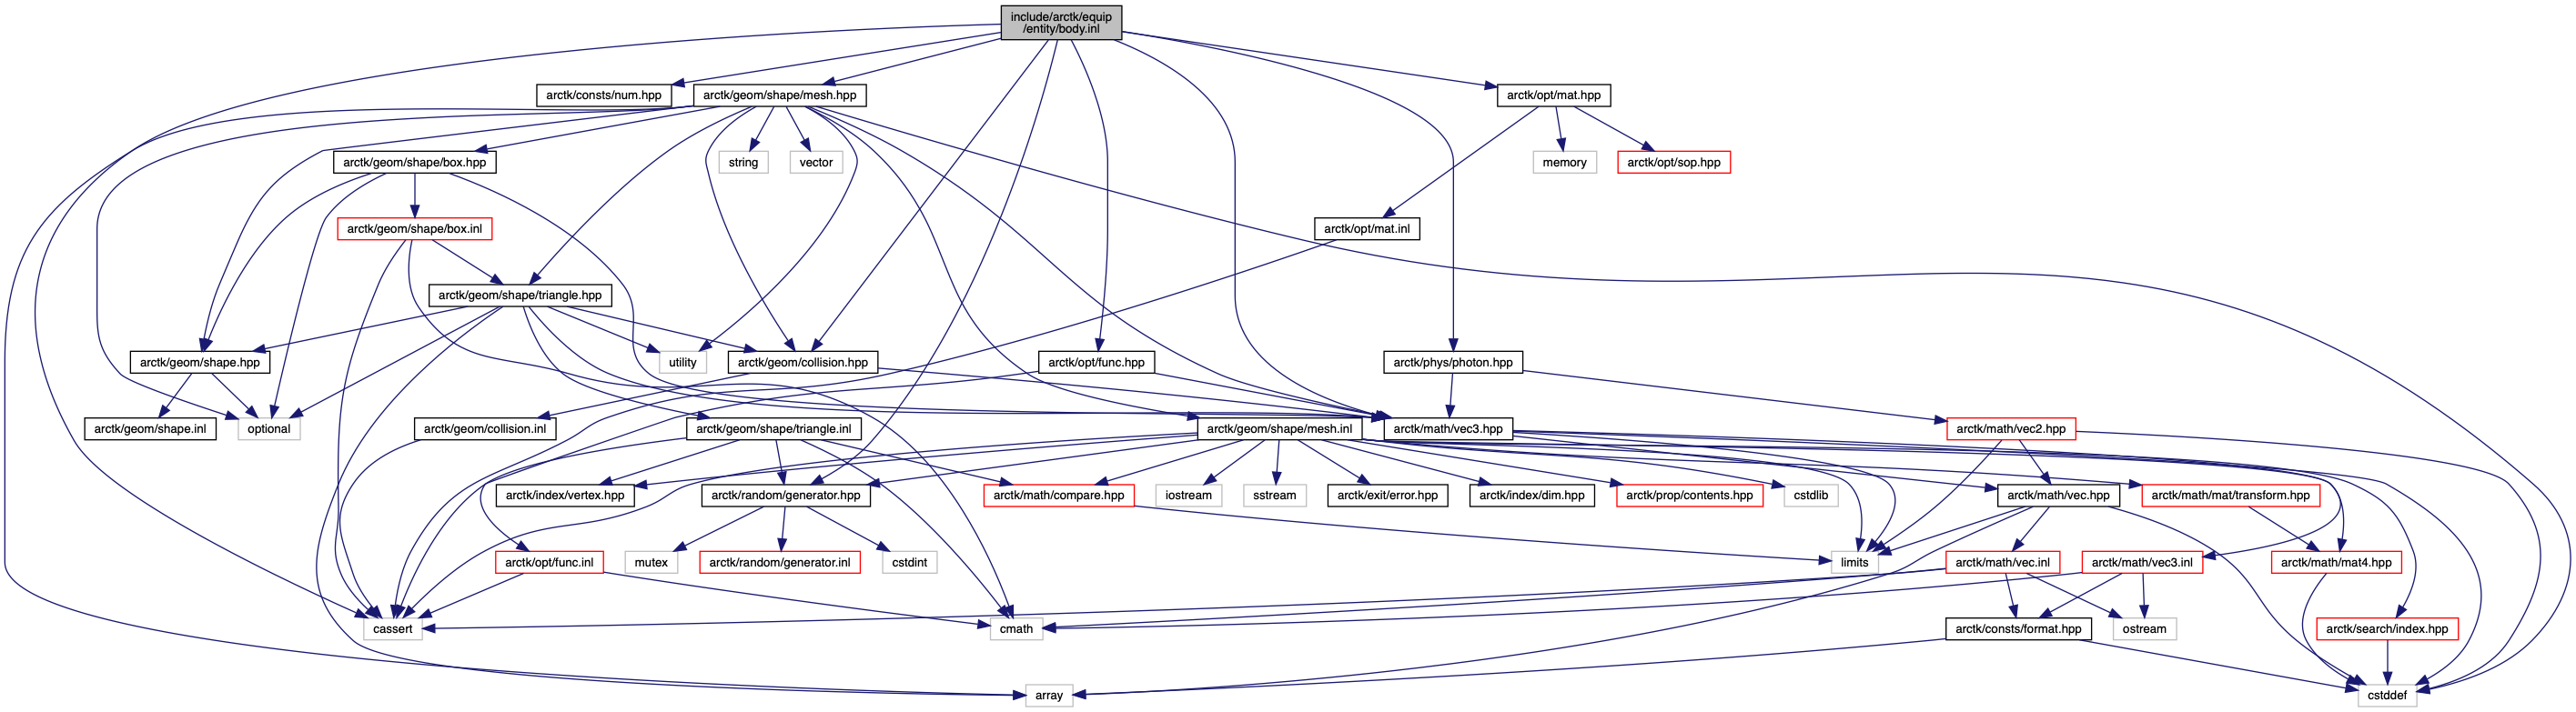 include/arctk/equip
/entity/body.inl
arctk/consts/num.hpp
arctk/geom/shape/mesh.hpp
arctk/opt/mat.hpp
arctk/geom/shape/box.hpp
string
vector
memory
arctk/opt/sop.hpp
arctk/geom/shape/box.inl
arctk/opt/mat.inl
arctk/geom/shape/triangle.hpp
arctk/geom/shape.hpp
utility
arctk/geom/collision.hpp
arctk/opt/func.hpp
arctk/phys/photon.hpp
arctk/geom/shape.inl
optional
arctk/geom/collision.inl
arctk/geom/shape/triangle.inl
arctk/geom/shape/mesh.inl
arctk/math/vec3.hpp
arctk/math/vec2.hpp
arctk/index/vertex.hpp
arctk/random/generator.hpp
arctk/math/compare.hpp
iostream
sstream
arctk/exit/error.hpp
arctk/index/dim.hpp
arctk/prop/contents.hpp
cstdlib
arctk/math/vec.hpp
arctk/math/mat/transform.hpp
arctk/opt/func.inl
mutex
arctk/random/generator.inl
cstdint
limits
arctk/math/vec.inl
arctk/math/vec3.inl
arctk/math/mat4.hpp
cassert
cmath
arctk/consts/format.hpp
ostream
arctk/search/index.hpp
array
cstddef